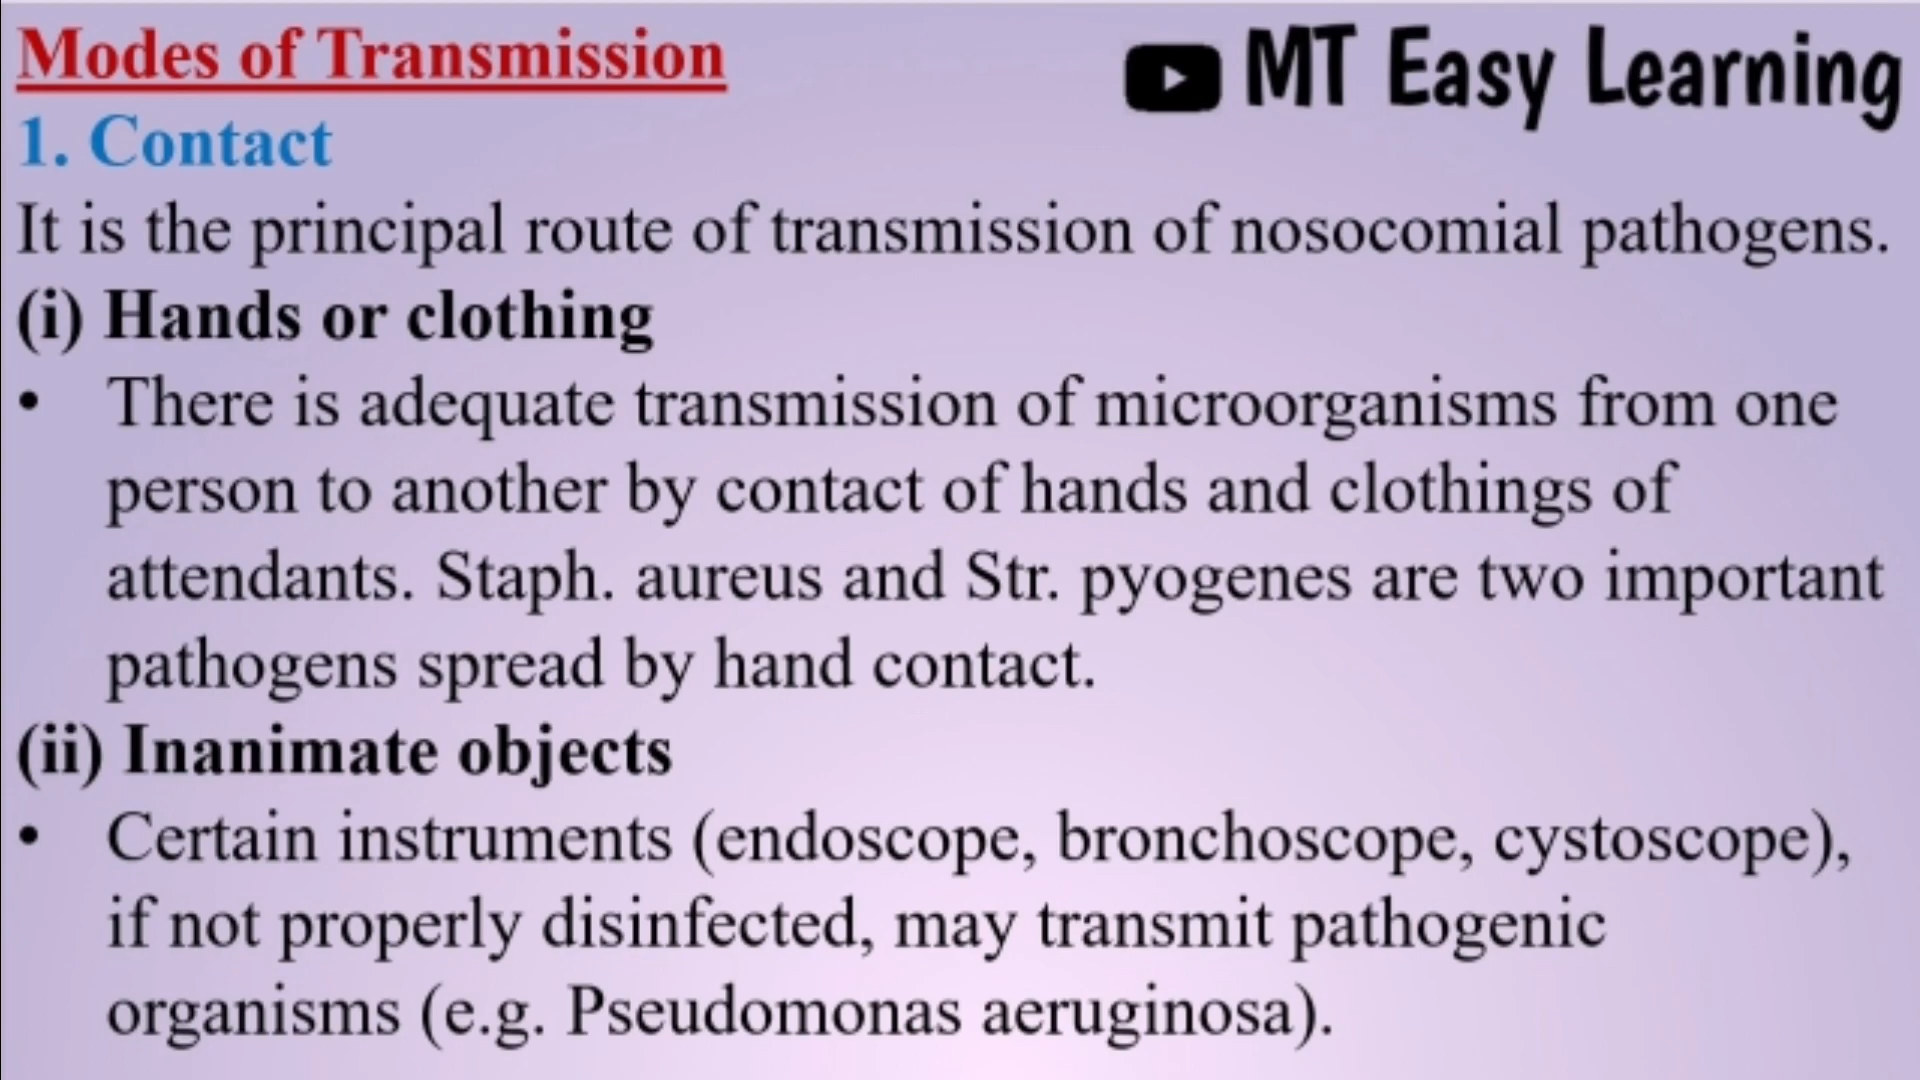 Modes of Transmission
MT Easy Learning
1. Contact
It is the principal route of transmission of nosocomial pathogens.
(i) Hands or clothing
• There is adequate transmission of microorganisms from one
person to another by contact of hands and clothings of
attendants. Staph. aureus and Str. pyogenes are two important
pathogens spread by hand contact.
(ii) Inanimate objects
• Certain instruments (endoscope, bronchoscope, cystoscope),
if not properly disinfected, may transmit pathogenic
organisms (e.g. Pseudomonas aeruginosa).